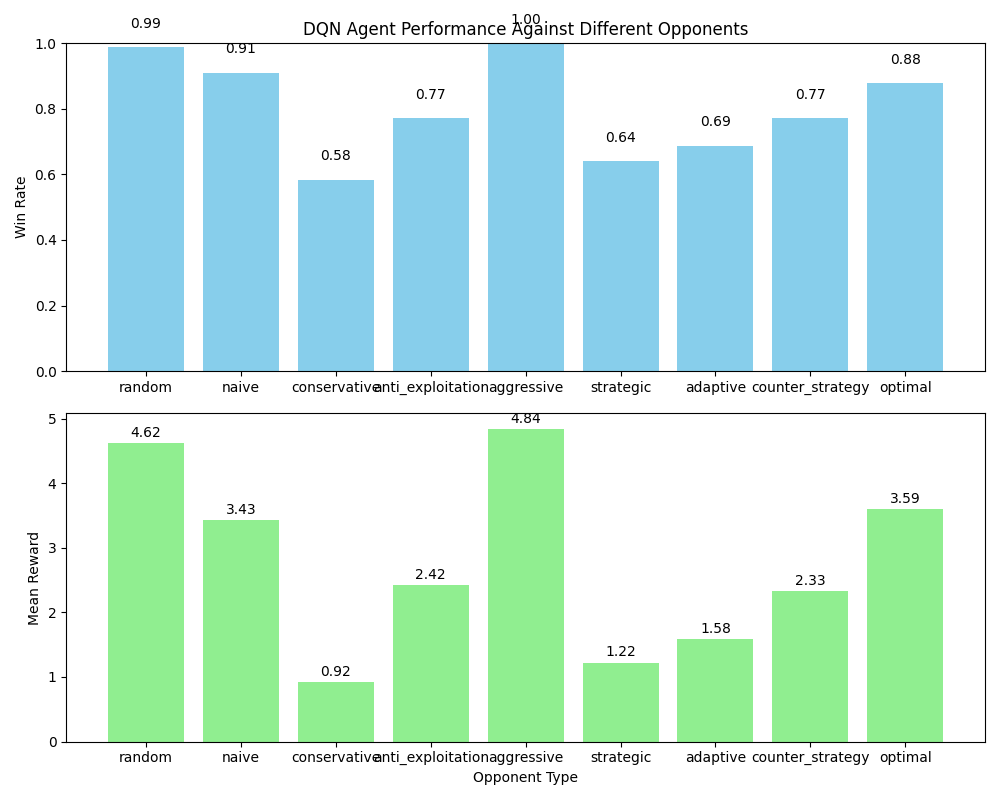 DQN Agent Performance Against Different Opponents
Win Rate
1.0
0.8
0.6
0.4
0.2
0.0
0.99
0.91
0.58
0.77
1.00
0.64
0.69
0.77
0.88
random
naive
conservative
anti_exploitation
aggressive
strategic
adaptive
counter_strategy
optimal
Mean Reward
5
4
3
2
1
0
4.62
3.43
0.92
2.42
4.84
1.22
1.58
2.33
3.59
random
naive
conservative
anti_exploitation
aggressive
strategic
adaptive
counter_strategy
optimal
Opponent Type